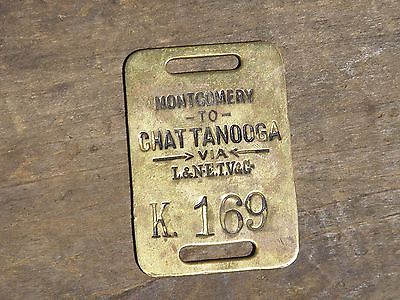 MONTGOMERY
-TO-
CHATTANOOGA
VIA
L.&N-E.T.V.&G.
K. 169